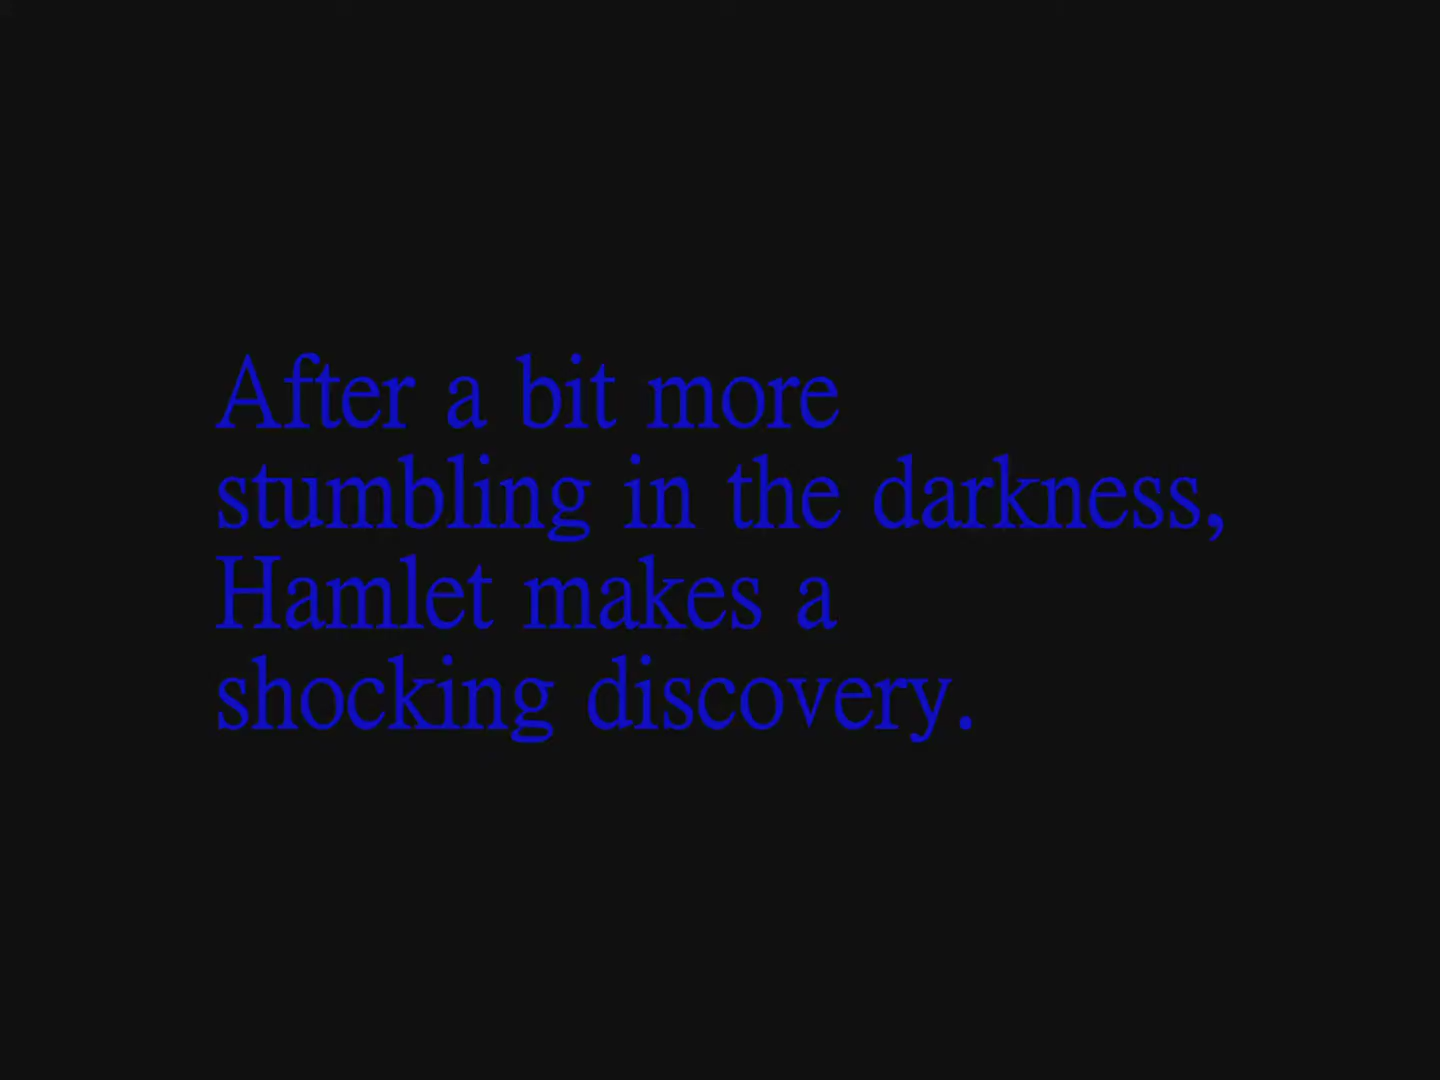 After a bit more
stumbling in the darkness,
Hamlet makes a
shocking discovery.